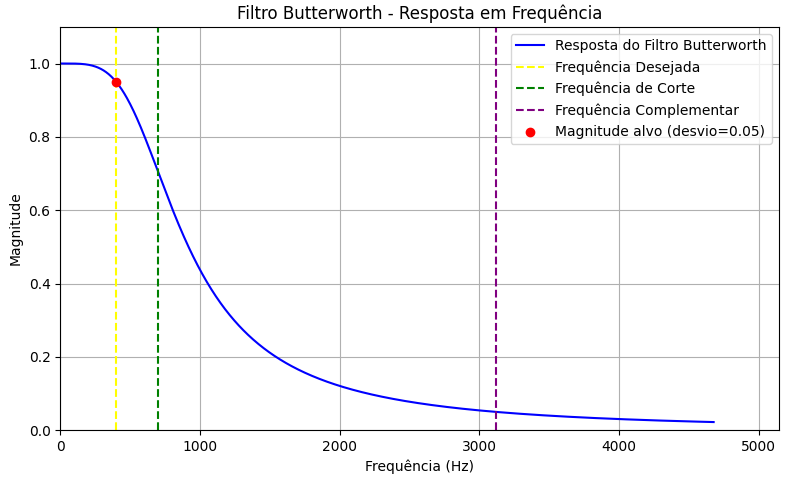 Filtro Butterworth - Resposta em Frequência
Resposta do Filtro Butterworth
Frequência Desejada
Frequência de Corte
Frequência Complementar
Magnitude alvo (desvio=0.05)
Magnitude
1.0
0.8
0.6
0.4
0.2
0.0
0 1000 2000 3000 4000 5000
Frequência (Hz)